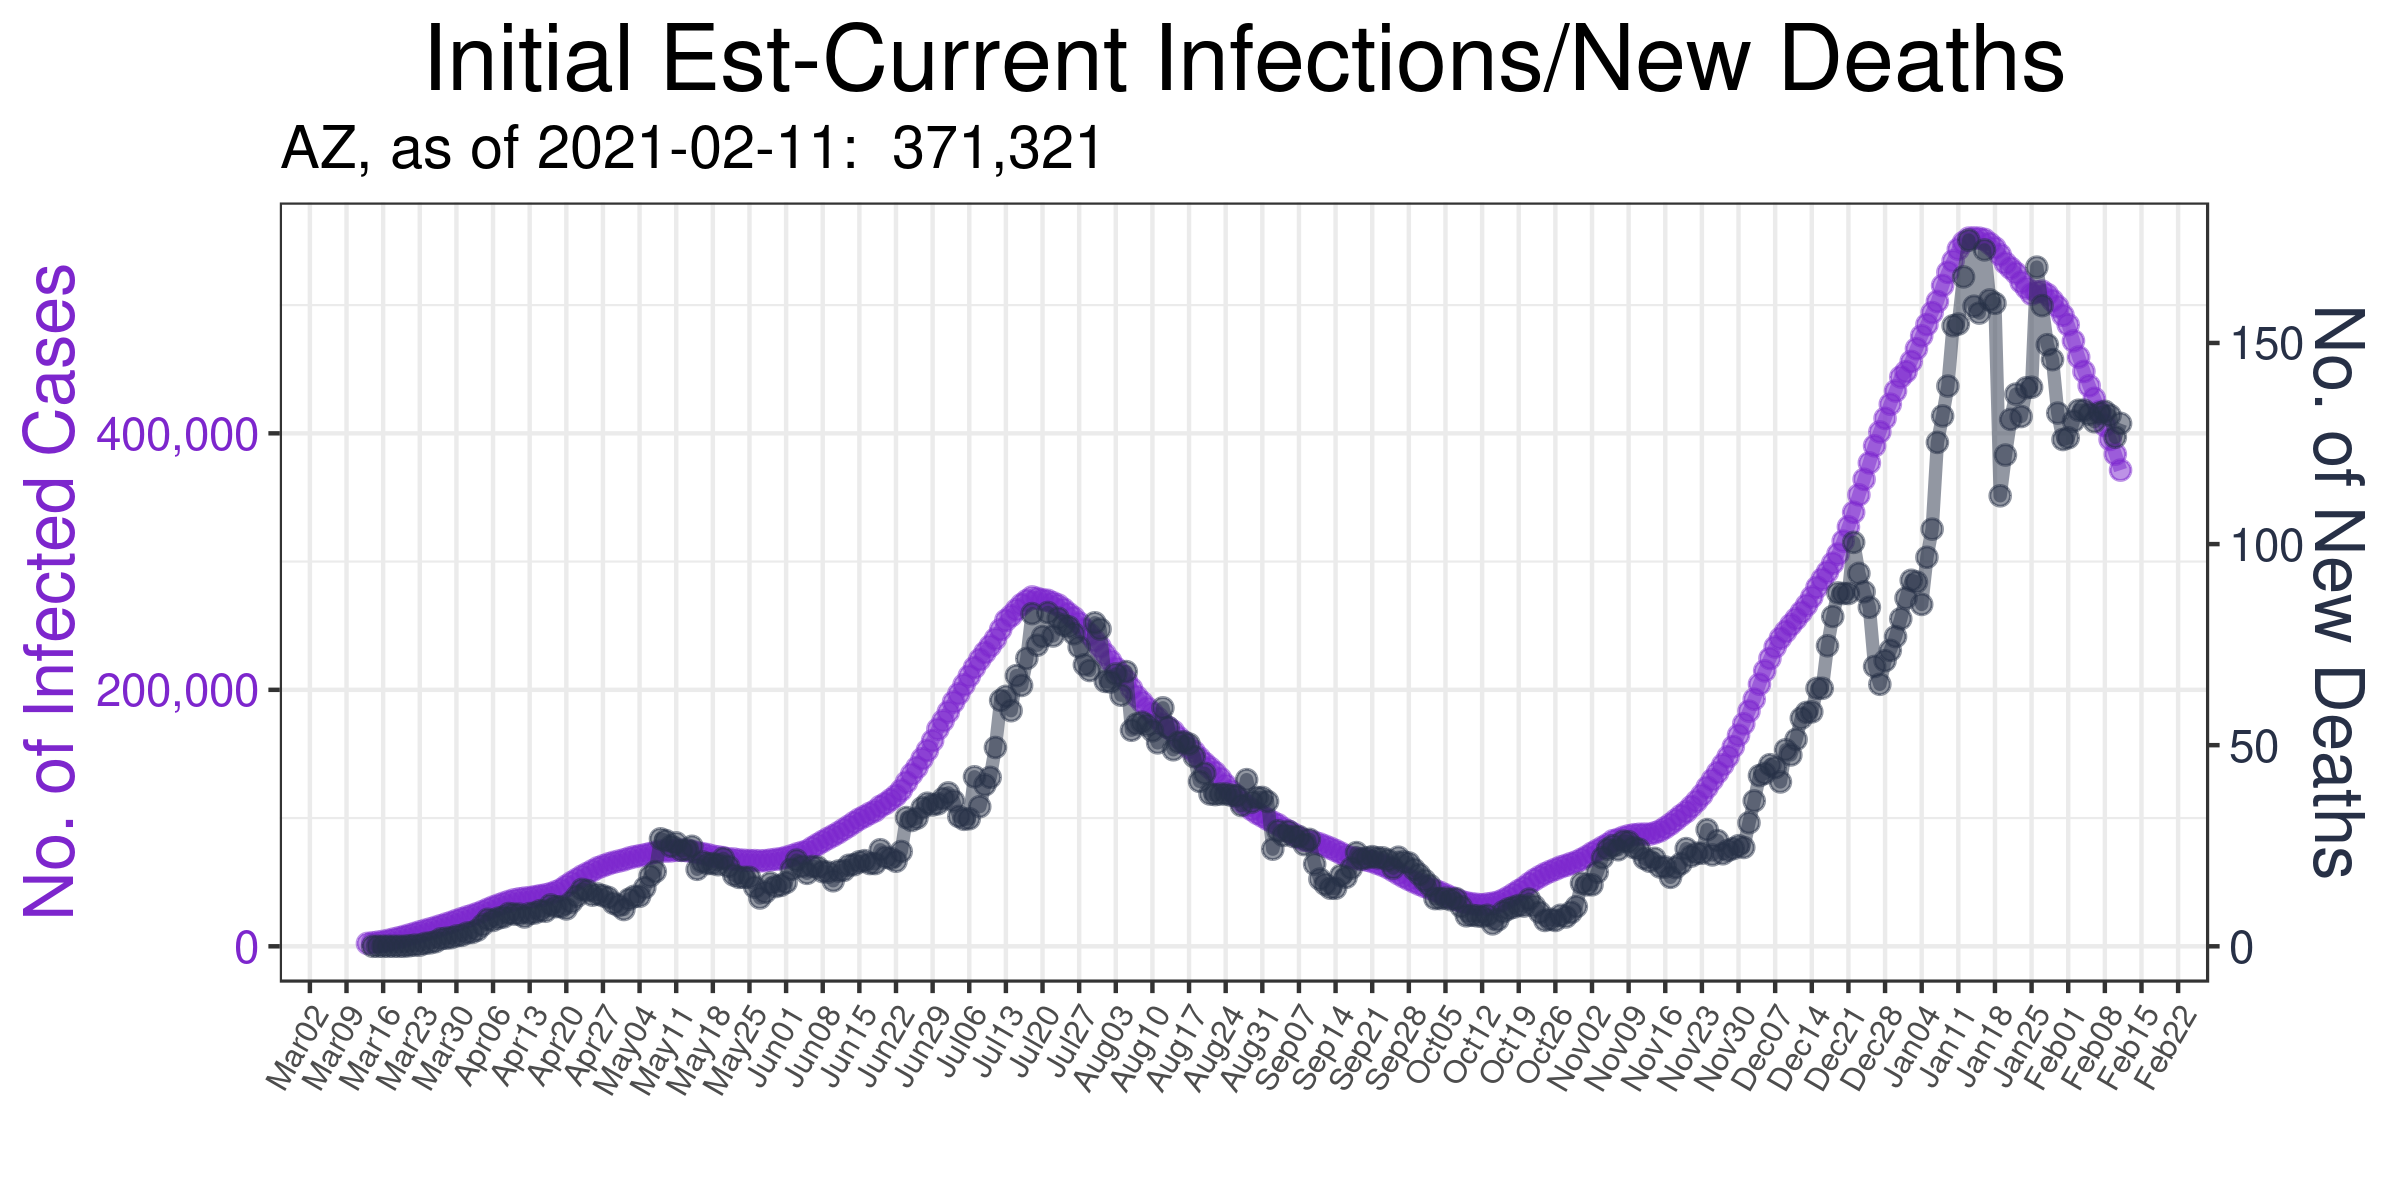 Initial Est-Current Infections/New Deaths
AZ, as of 2021-02-11:  371,321
No. of Infected Cases
400,000
200,000
0
150
100
50
0
No. of New Deaths
Mar02
Mar09
Mar16
Mar23
Mar30
Apr06
Apr13
Apr20
Apr27
May04
May11
May18
May25
Jun01
Jun08
Jun15
Jun22
Jun29
Jul06
Jul13
Jul20
Jul27
Aug03
Aug10
Aug17
Aug24
Aug31
Sep07
Sep14
Sep21
Sep28
Oct05
Oct12
Oct19
Oct26
Nov02
Nov09
Nov16
Nov23
Nov30
Dec07
Dec14
Dec21
Dec28
Jan04
Jan11
Jan18
Jan25
Feb01
Feb08
Feb15
Feb22